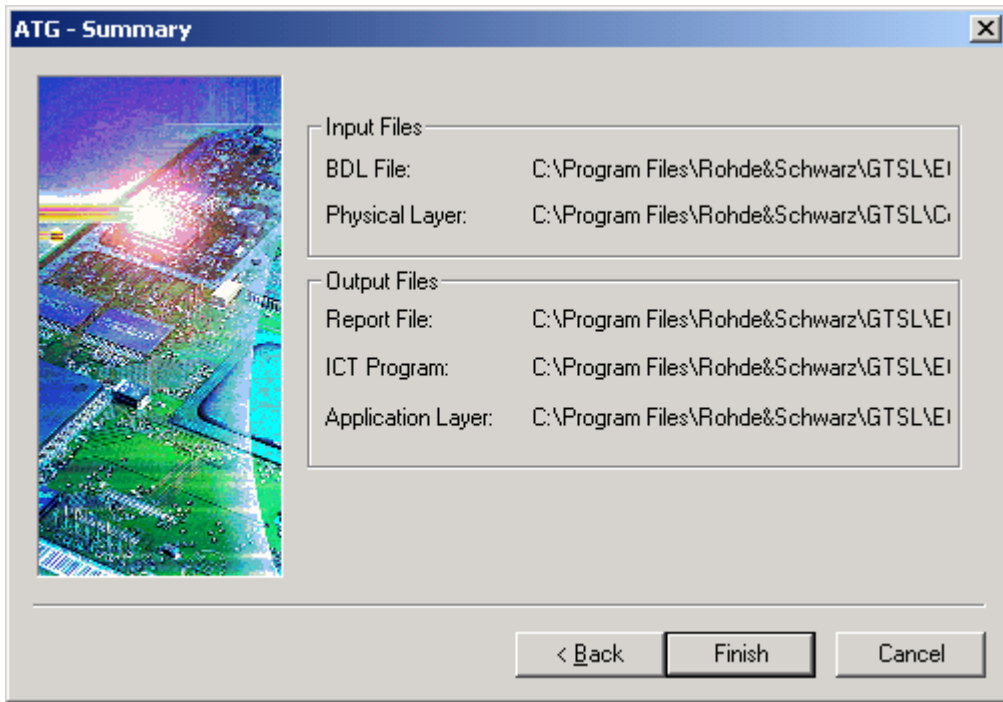 ATG - Summary
Input Files
BDL File: C:\Program Files\Rohde&Schwarz\GTSL\E
Physical Layer: C:\Program Files\Rohde&Schwarz\GTSL\C
Output Files
Report File: C:\Program Files\Rohde&Schwarz\GTSL\E
ICT Program: C:\Program Files\Rohde&Schwarz\GTSL\E
Application Layer: C:\Program Files\Rohde&Schwarz\GTSL\E
< Back Finish Cancel